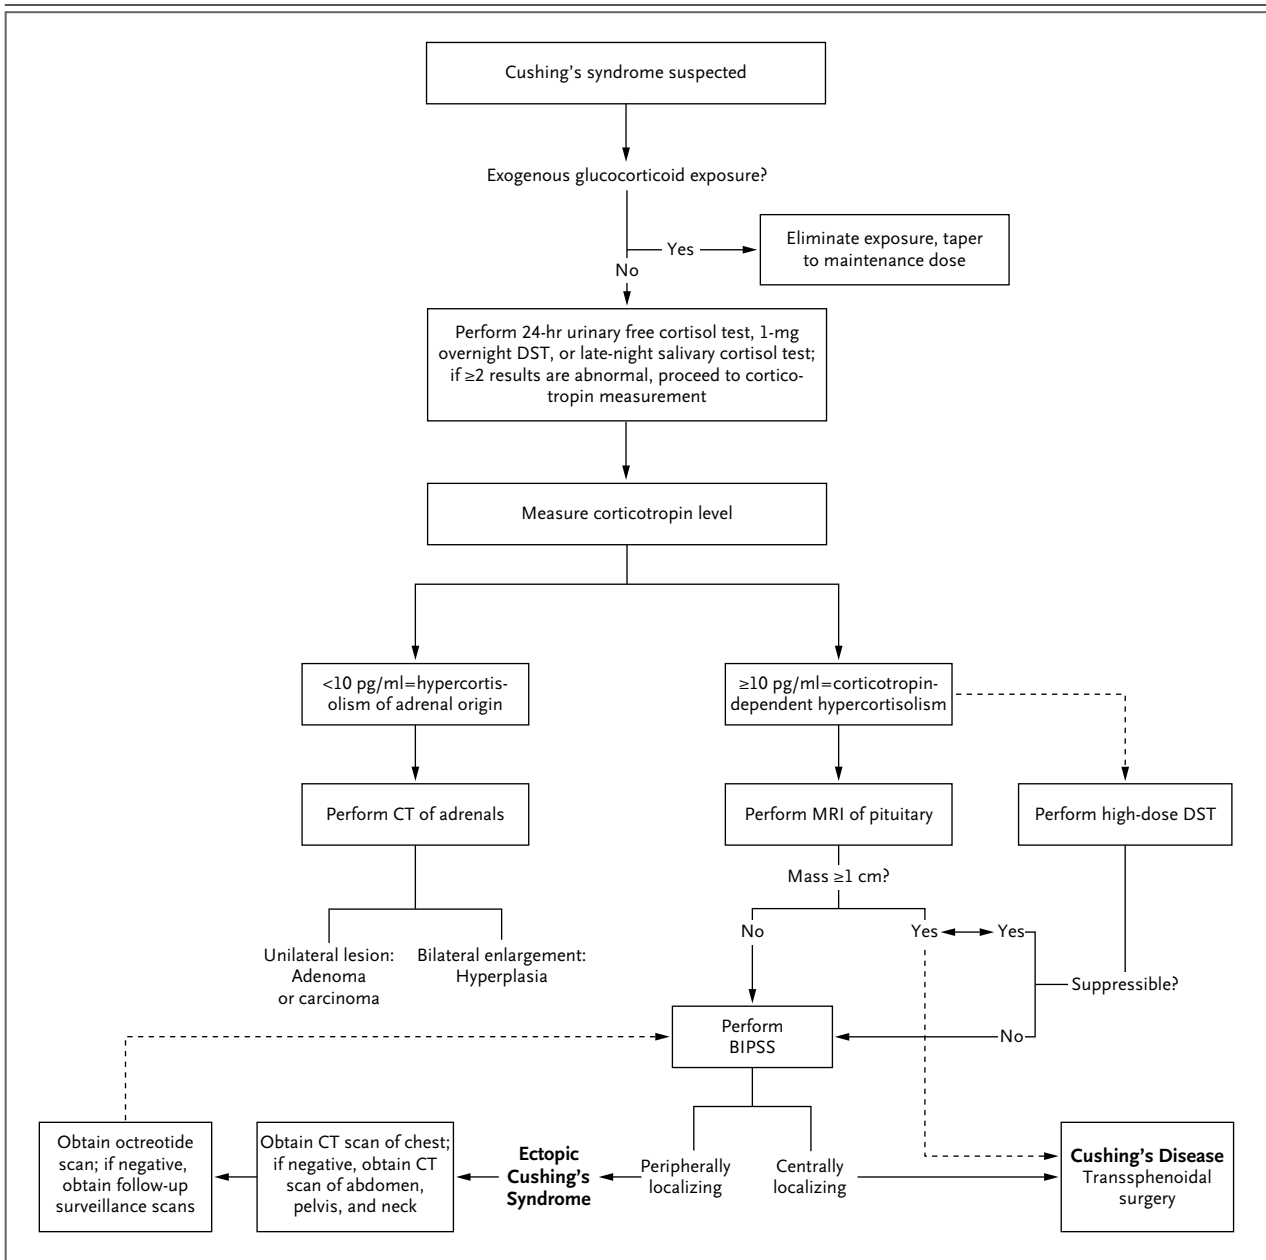 Cushing's syndrome suspected
Exogenous glucocorticoid exposure?
Yes
Eliminate exposure, taper
to maintenance dose
No
Perform 24-hr urinary free cortisol test, 1-mg
overnight DST, or late-night salivary cortisol test;
if ≥2 results are abnormal, proceed to cortico-
tropin measurement
Measure corticotropin level
<10 pg/ml=hypercortis-
olism of adrenal origin
≥10 pg/ml=corticotropin-
dependent hypercortisolism
Perform CT of adrenals
Perform MRI of pituitary
Perform high-dose DST
Mass ≥1 cm?
No
Yes
Yes
Unilateral lesion:
Adenoma
or carcinoma
Bilateral enlargement:
Hyperplasia
Suppressible?
No
Perform
BIPSS
Obtain octreotide
scan; if negative,
obtain follow-up
surveillance scans
Obtain CT scan of chest;
if negative, obtain CT
scan of abdomen,
pelvis, and neck
Ectopic
Cushing's
Syndrome
Peripherally
localizing
Centrally
localizing
Cushing's Disease
Transsphenoidal
surgery